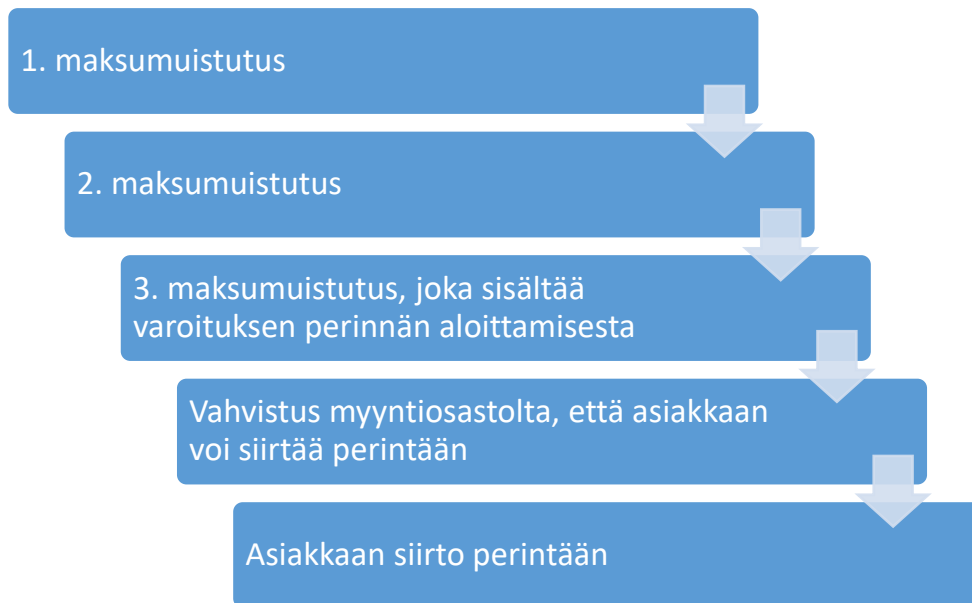 1. maksumuistutus
2. maksumuistutus
3. maksumuistutus, joka sisältää
varoituksen perinnän aloittamisesta
Vahvistus myyntiosastolta, että asiakkaan
voi siirtää perintään
Asiakkaan siirto perintään